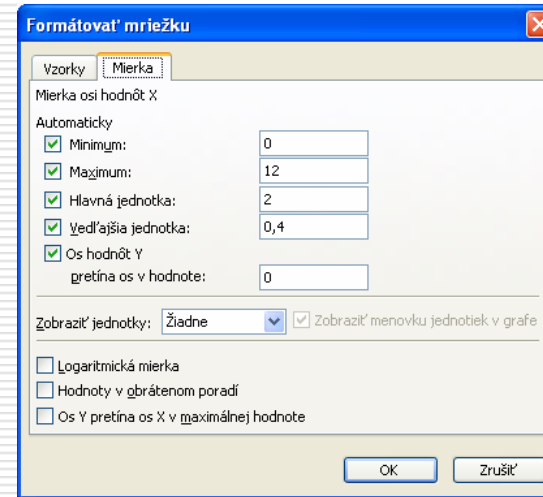 Formátovať mriežku
Vzorky Mierka
Mierka osi hodnôt X
Automaticky
Minimum: 0
Maximum: 12
Hlavná jednotka: 2
Vedľajšia jednotka: 0,4
Os hodnôt Y
pretína os v hodnote: 0
Zobraziť jednotky: Žiadne Zobraziť menovku jednotiek v grafe
Logaritmická mierka
Hodnoty v obrátenom poradí
Os Y pretína os X v maximálnej hodnote
OK Zrušiť